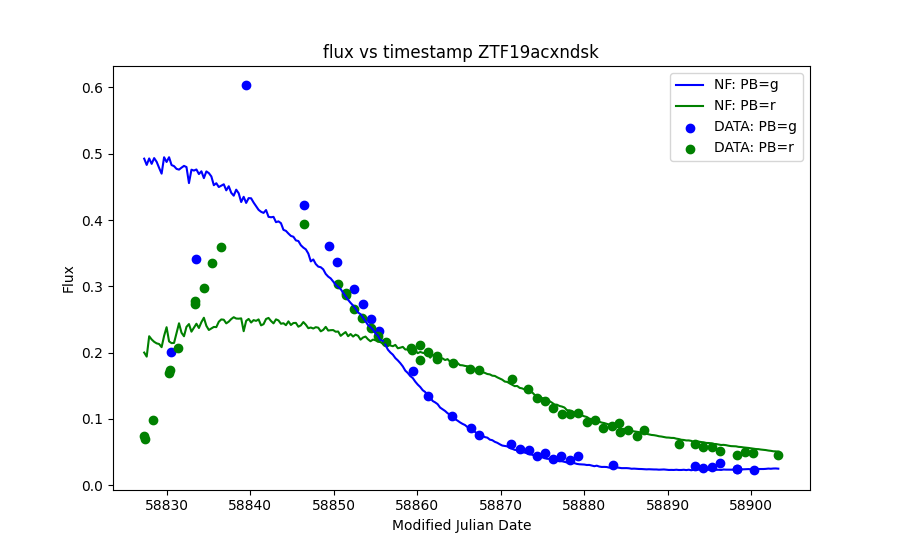 flux vs timestamp ZTF19acxndsk
NF: PB=g
NF: PB=r
DATA: PB=g
DATA: PB=r
0.6
0.5
0.4
0.3
0.2
0.1
0.0
Flux
58830 58840 58850 58860 58870 58880 58890 58900
Modified Julian Date